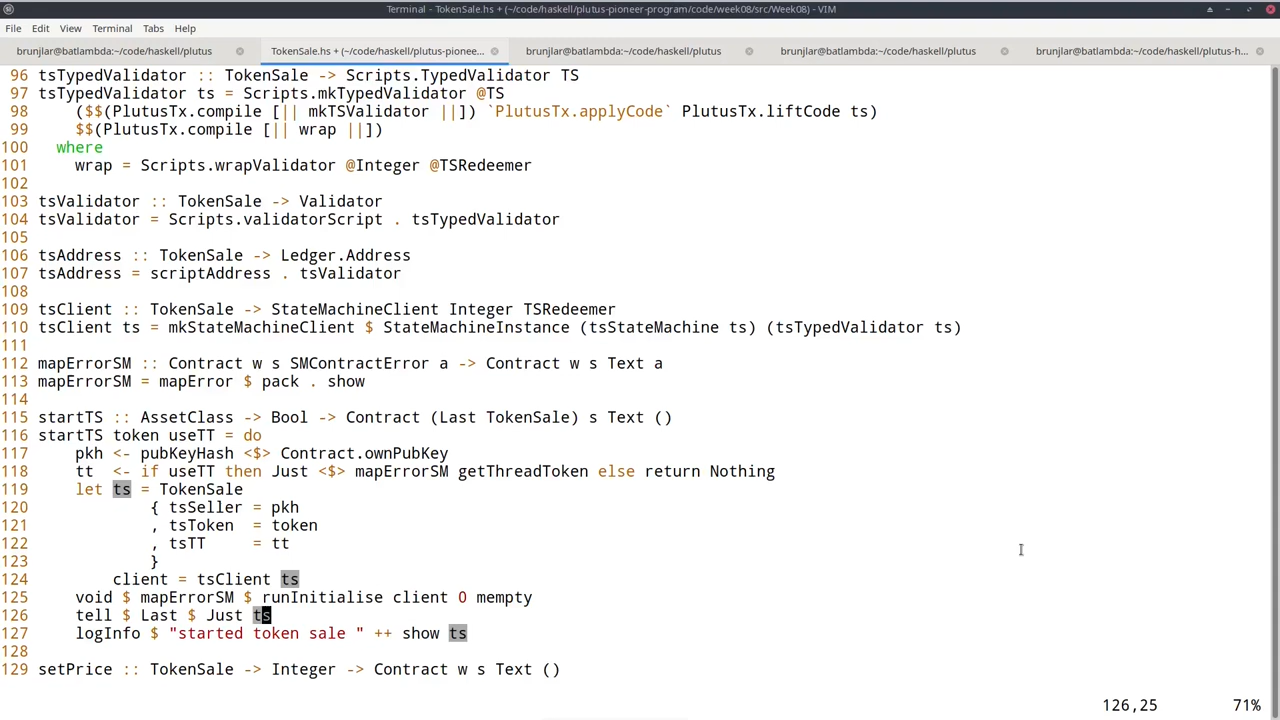 Terminal - TokenSale.hs + (~/code/haskell/plutus-pioneer-program/code/week08/src/Week08) - VIM
File Edit View Terminal Tabs Help
brunjlar@batlambda:~/code/haskell/plutus TokenSale.hs + (~/code/haskell/plutus-pionee... brunjlar@batlambda:~/code/haskell/plutus brunjlar@batlambda:~/code/haskell/plutus brunjlar@batlambda:~/code/haskell/plutus-h...
96 tsTypedValidator :: TokenSale -> Scripts.TypedValidator TS
97 tsTypedValidator ts = Scripts.mkTypedValidator @TS
98     ($$(PlutusTx.compile [|| mkTSValidator ||]) `PlutusTx.applyCode` PlutusTx.liftCode ts)
99     $$(PlutusTx.compile [|| wrap ||])
100   where
101     wrap = Scripts.wrapValidator @Integer @TSRedeemer
102
103 tsValidator :: TokenSale -> Validator
104 tsValidator = Scripts.validatorScript . tsTypedValidator
105
106 tsAddress :: TokenSale -> Ledger.Address
107 tsAddress = scriptAddress . tsValidator
108
109 tsClient :: TokenSale -> StateMachineClient Integer TSRedeemer
110 tsClient ts = mkStateMachineClient $ StateMachineInstance (tsStateMachine ts) (tsTypedValidator ts)
111
112 mapErrorSM :: Contract w s SMContractError a -> Contract w s Text a
113 mapErrorSM = mapError $ pack . show
114
115 startTS :: AssetClass -> Bool -> Contract (Last TokenSale) s Text ()
116 startTS token useTT = do
117     pkh <- pubKeyHash <$> Contract.ownPubKey
118     tt  <- if useTT then Just <$> mapErrorSM getThreadToken else return Nothing
119     let ts = TokenSale
120             { tsSeller = pkh
121             , tsToken  = token
122             , tsTT     = tt
123             }
124         client = tsClient ts
125     void $ mapErrorSM $ runInitialise client 0 mempty
126     tell $ Last $ Just ts
127     logInfo $ "started token sale " ++ show ts
128
129 setPrice :: TokenSale -> Integer -> Contract w s Text ()
126,25 71%